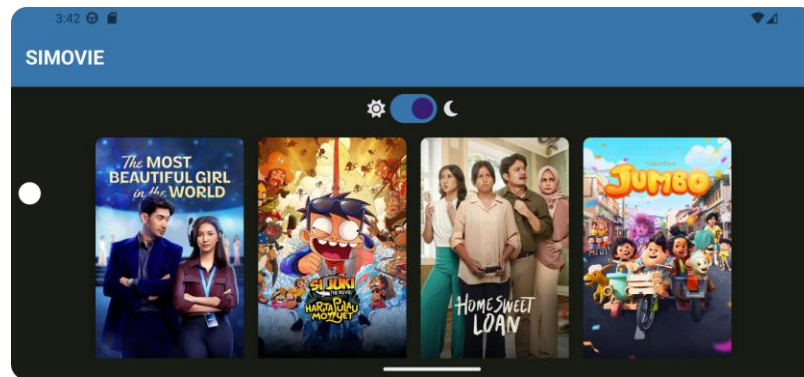 3:42
SIMOVIE
The MOST
BEAUTIFUL GIRL
in the WORLD
SI JUKI
THE MOVIE
HARTA PULAU
MONYET
HOME SWEET
LOAN
JUMBO